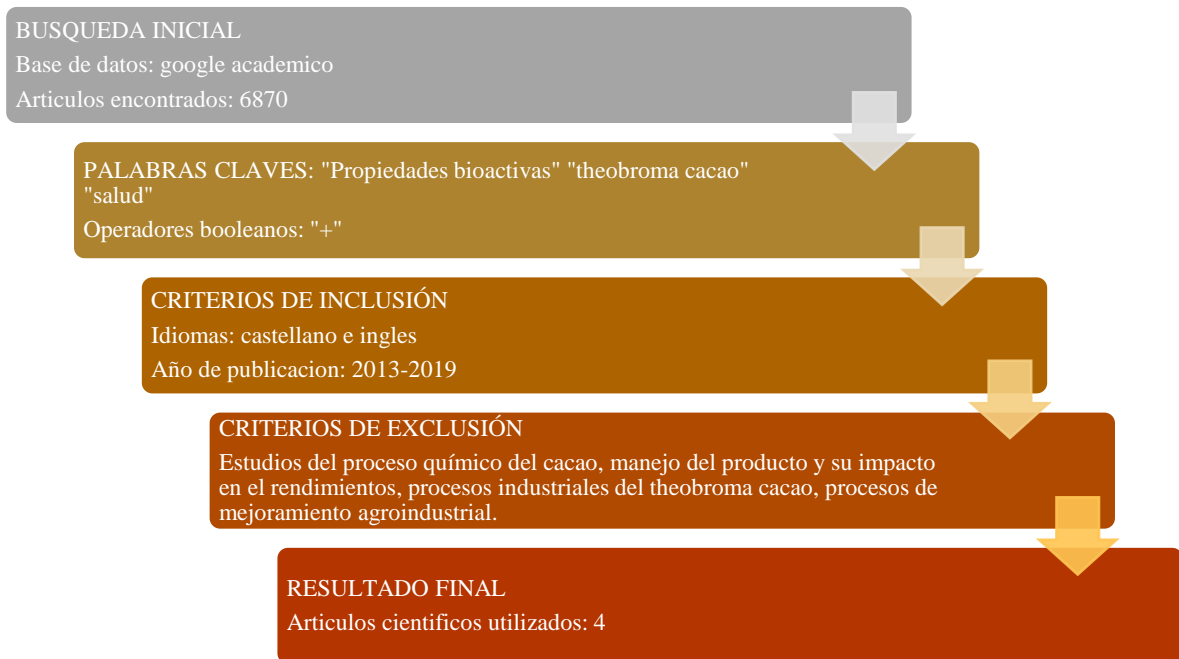 BUSQUEDA INICIAL
Base de datos: google academico
Articulos encontrados: 6870
PALABRAS CLAVES: "Propiedades bioactivas" "theobroma cacao"
"salud"
Operadores booleanos: "+"
CRITERIOS DE INCLUSIÓN
Idiomas: castellano e ingles
Año de publicacion: 2013-2019
CRITERIOS DE EXCLUSIÓN
Estudios del proceso químico del cacao, manejo del producto y su impacto
en el rendimientos, procesos industriales del theobroma cacao, procesos de
mejoramiento agroindustrial.
RESULTADO FINAL
Articulos cientificos utilizados: 4